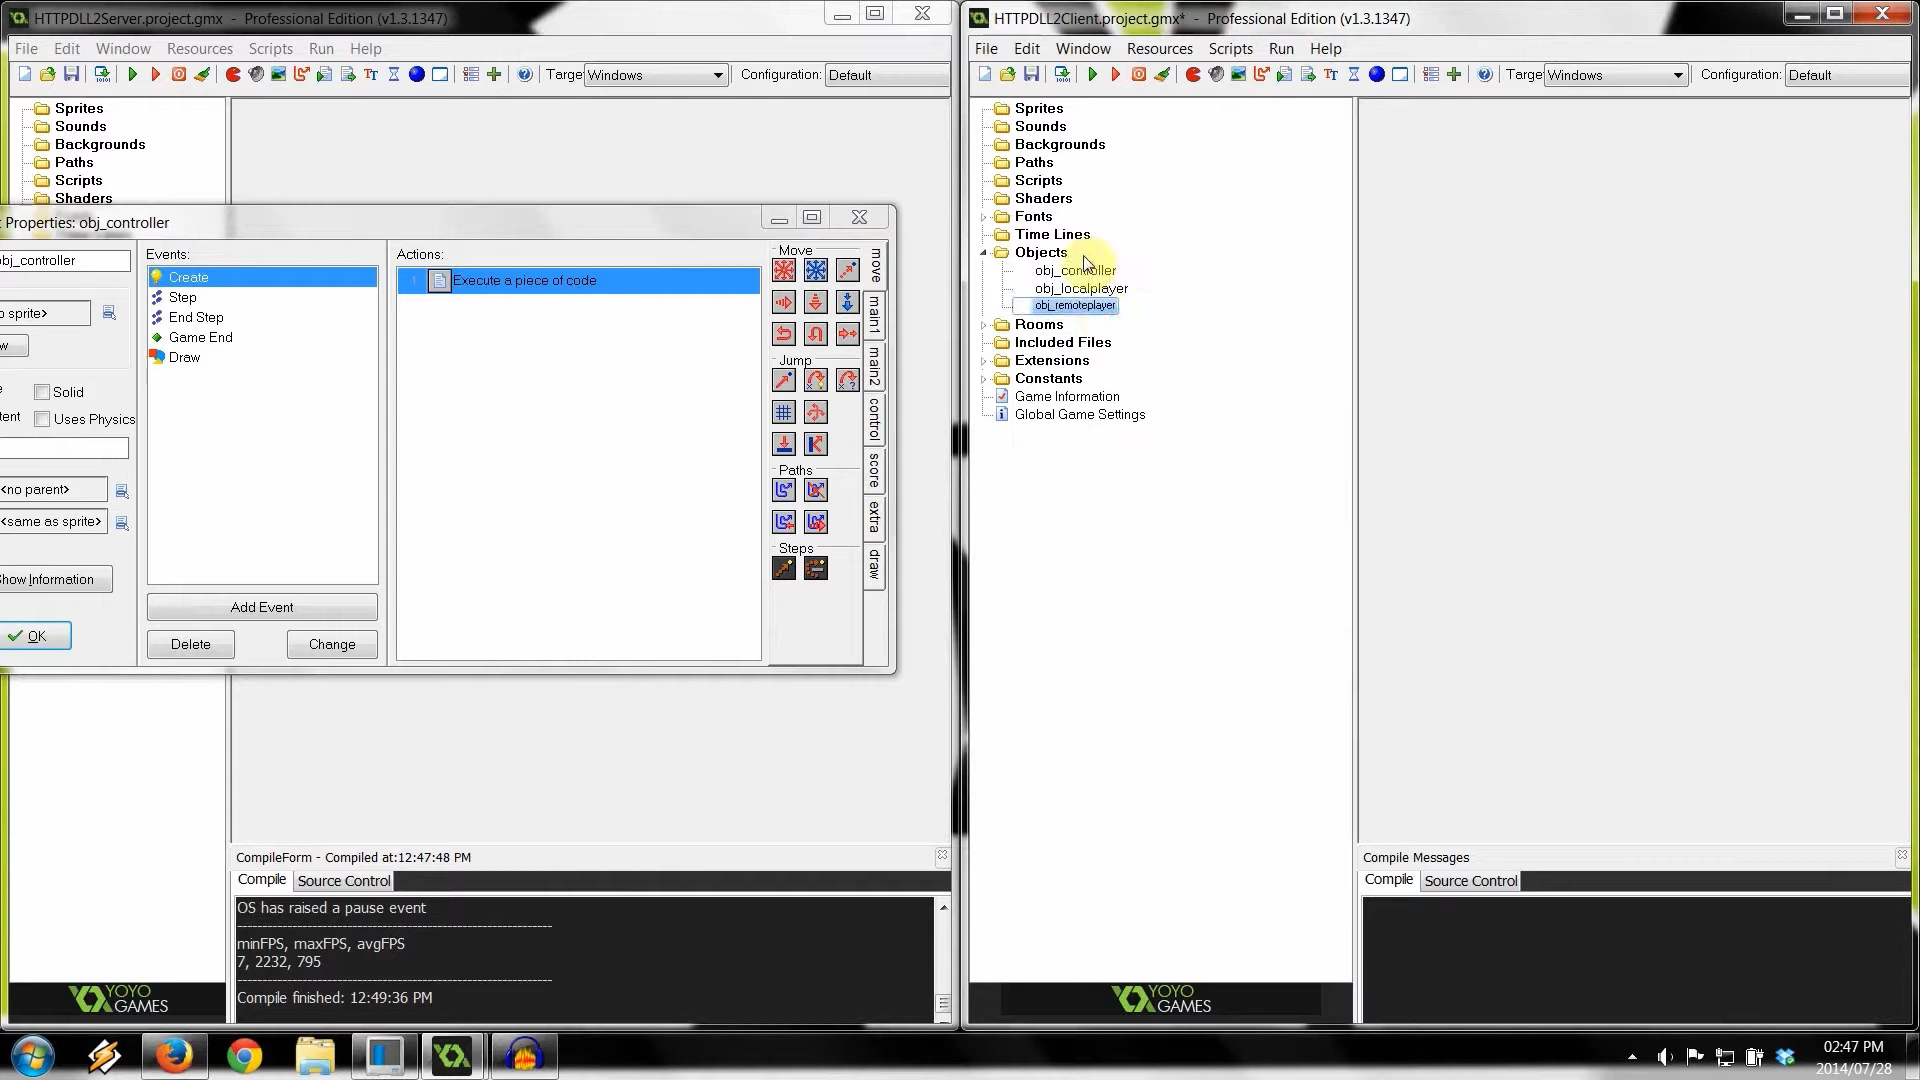 HTTPDLL2Server.project.gmx - Professional Edition (v1.3.1347)
File Edit Window Resources Scripts Run Help
Targe Windows Configuration: Default
Sprites
Sounds
Backgrounds
Paths
Scripts
Shaders
Properties: obj_controller
bj_controller
o sprite>
w
Solid
tent
Uses Physics
<no parent>
<same as sprite>
how Information
OK
Events:
Create
Step
End Step
Game End
Draw
Add Event
Delete
Change
Actions:
1 Execute a piece of code
Move
Jump
Paths
Steps
move
main1
main2
control
score
extra
draw
CompileForm - Compiled at:12:47:48 PM
Compile Source Control
OS has raised a pause event
minFPS, maxFPS, avgFPS
7, 2232, 795
Compile finished: 12:49:36 PM
YOYO
GAMES
HTTPDLL2Client.project.gmx* - Professional Edition (v1.3.1347)
File Edit Window Resources Scripts Run Help
Targe Windows Configuration: Default
Sprites
Sounds
Backgrounds
Paths
Scripts
Shaders
Fonts
Time Lines
Objects
obj_controller
obj_localplayer
obj_remoteplayer
Rooms
Included Files
Extensions
Constants
Game Information
Global Game Settings
Compile Messages
Compile Source Control
YOYO
GAMES
02:47 PM
2014/07/28